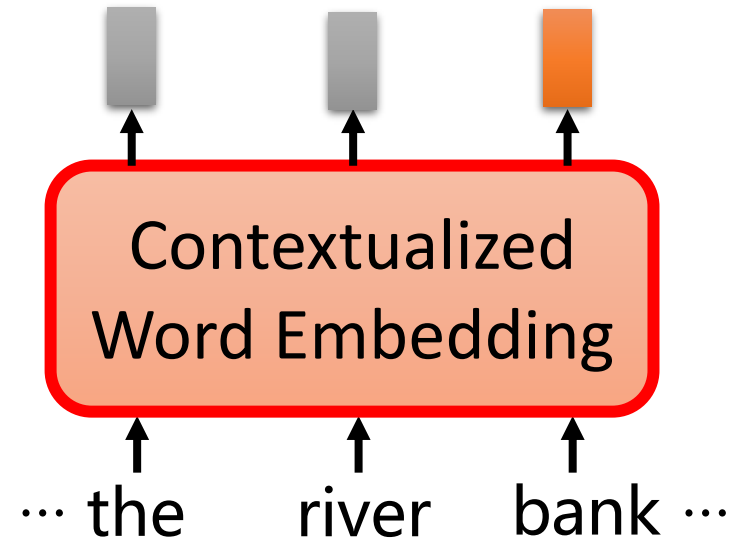 Contextualized
Word Embedding
… the river bank …